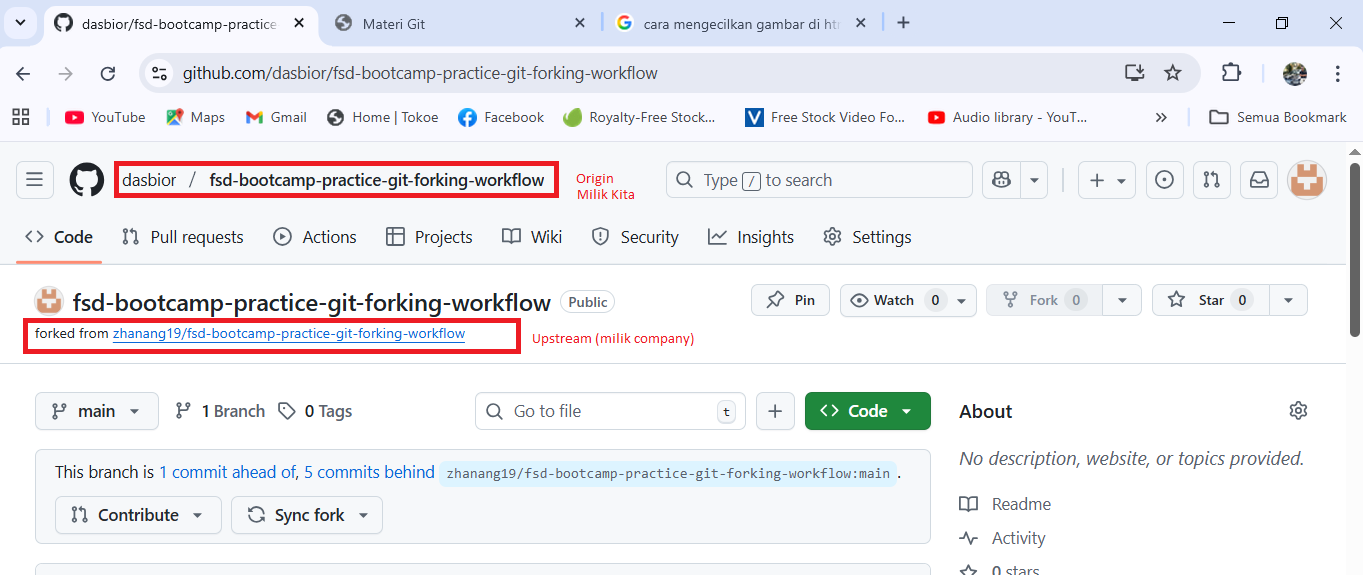 dasbior/fsd-bootcamp-practice
Materi Git
cara mengecilkan gambar di htm
github.com/dasbior/fsd-bootcamp-practice-git-forking-workflow
YouTube
Maps
Gmail
Home | Tokoe
Facebook
Royalty-Free Stock...
Free Stock Video Fo...
Audio library - YouT...
Semua Bookmark
dasbior / fsd-bootcamp-practice-git-forking-workflow
Origin
Milik Kita
Type / to search
Code
Pull requests
Actions
Projects
Wiki
Security
Insights
Settings
fsd-bootcamp-practice-git-forking-workflow
Public
Pin
Watch 0
Fork 0
Star 0
forked from zhanang19/fsd-bootcamp-practice-git-forking-workflow
Upstream (milik company)
main
1 Branch
0 Tags
Go to file
t
Code
About
This branch is 1 commit ahead of, 5 commits behind zhanang19/fsd-bootcamp-practice-git-forking-workflow:main .
No description, website, or topics provided.
Contribute
Sync fork
Readme
Activity
0 stars